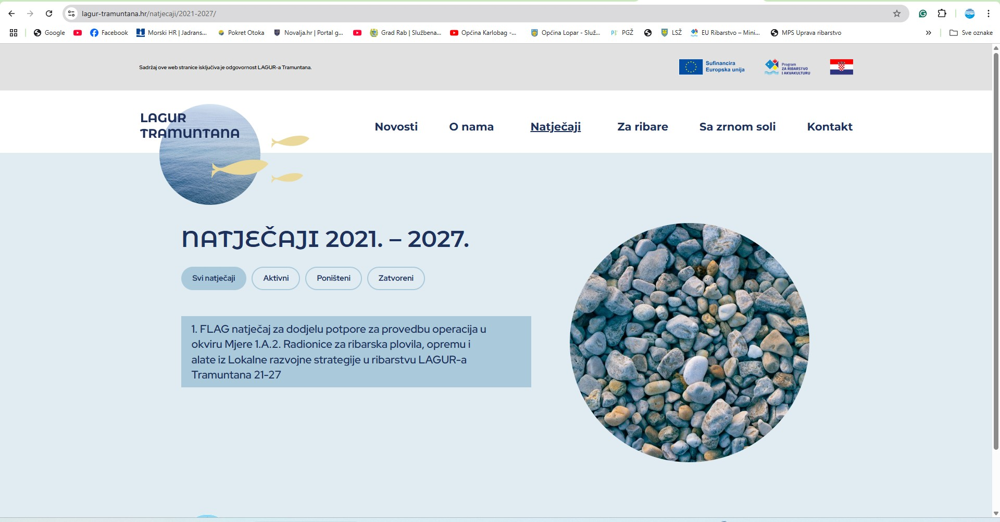 lagur-tramuntana.hr/natjecaji/2021-2027/
Google
Facebook
Morski HR | Jadrans...
Pokret Otoka
Novalja.hr | Portal g...
Grad Rab | Službena...
Općina Karlobag -...
Općina Lopar - Služ...
PGŽ
LSŽ
EU Ribarstvo – Mini...
MPS Uprava ribarstvo
Sve oznake
Sadržaj ove web stranice isključiva je odgovornost LAGUR-a Tramuntana.
Sufinancira
Europska unija
Program
ZA RIBARSTVO
I AKVAKULTURU
LAGUR
TRAMUNTANA
Novosti
O nama
Natječaji
Za ribare
Sa zrnom soli
Kontakt
NATJEČAJI 2021. – 2027.
Svi natječaji
Aktivni
Poništeni
Zatvoreni
1. FLAG natječaj za dodjelu potpore za provedbu operacija u
okviru Mjere 1.A.2. Radionice za ribarska plovila, opremu i
alate iz Lokalne razvojne strategije u ribarstvu LAGUR-a
Tramuntana 21-27